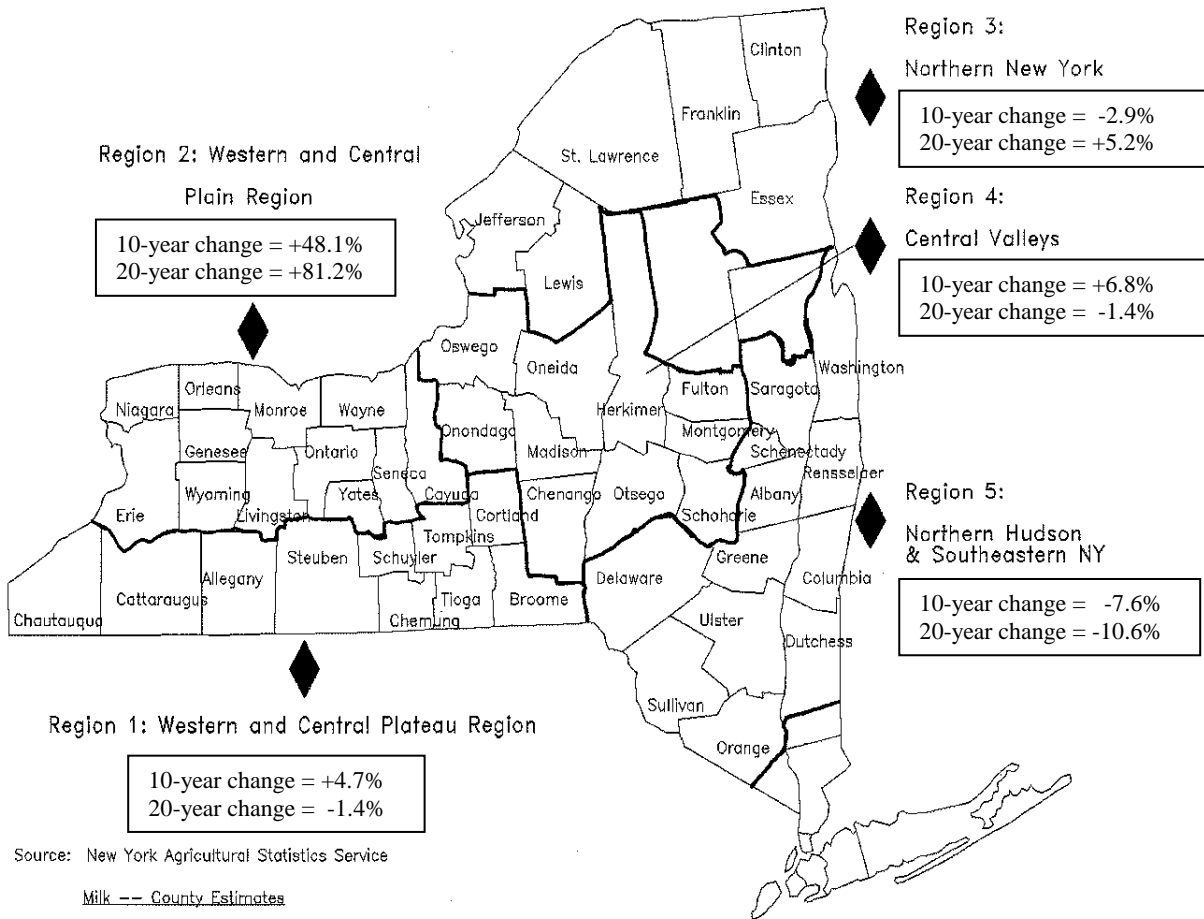 Region 3:
Northern New York
10-year change = -2.9%
20-year change = +5.2%
Region 4:
Central Valleys
10-year change = +6.8%
20-year change = -1.4%
Region 5:
Northern Hudson
& Southeastern NY
10-year change = -7.6%
20-year change = -10.6%
Region 2: Western and Central
Plain Region
10-year change = +48.1%
20-year change = +81.2%
Clinton
Franklin
St. Lawrence
Essex
Jefferson
Lewis
Oswego
Oneida
Herkimer
Fulton
Saratoga
Washington
Niagara
Orleans
Monroe
Wayne
Onondaga
Madison
Montgomery
Schenectady
Rensselaer
Genesee
Ontario
Seneca
Cayuga
Erie
Wyoming
Livingston
Yates
Cortland
Chenango
Otsego
Schoharie
Albany
Chautauqua
Cattaraugus
Allegany
Steuben
Schuyler
Tompkins
Chemung
Tioga
Broome
Delaware
Greene
Columbia
Ulster
Dutchess
Sullivan
Orange
Region 1: Western and Central Plateau Region
10-year change = +4.7%
20-year change = -1.4%
Source: New York Agricultural Statistics Service
Milk -- County Estimates